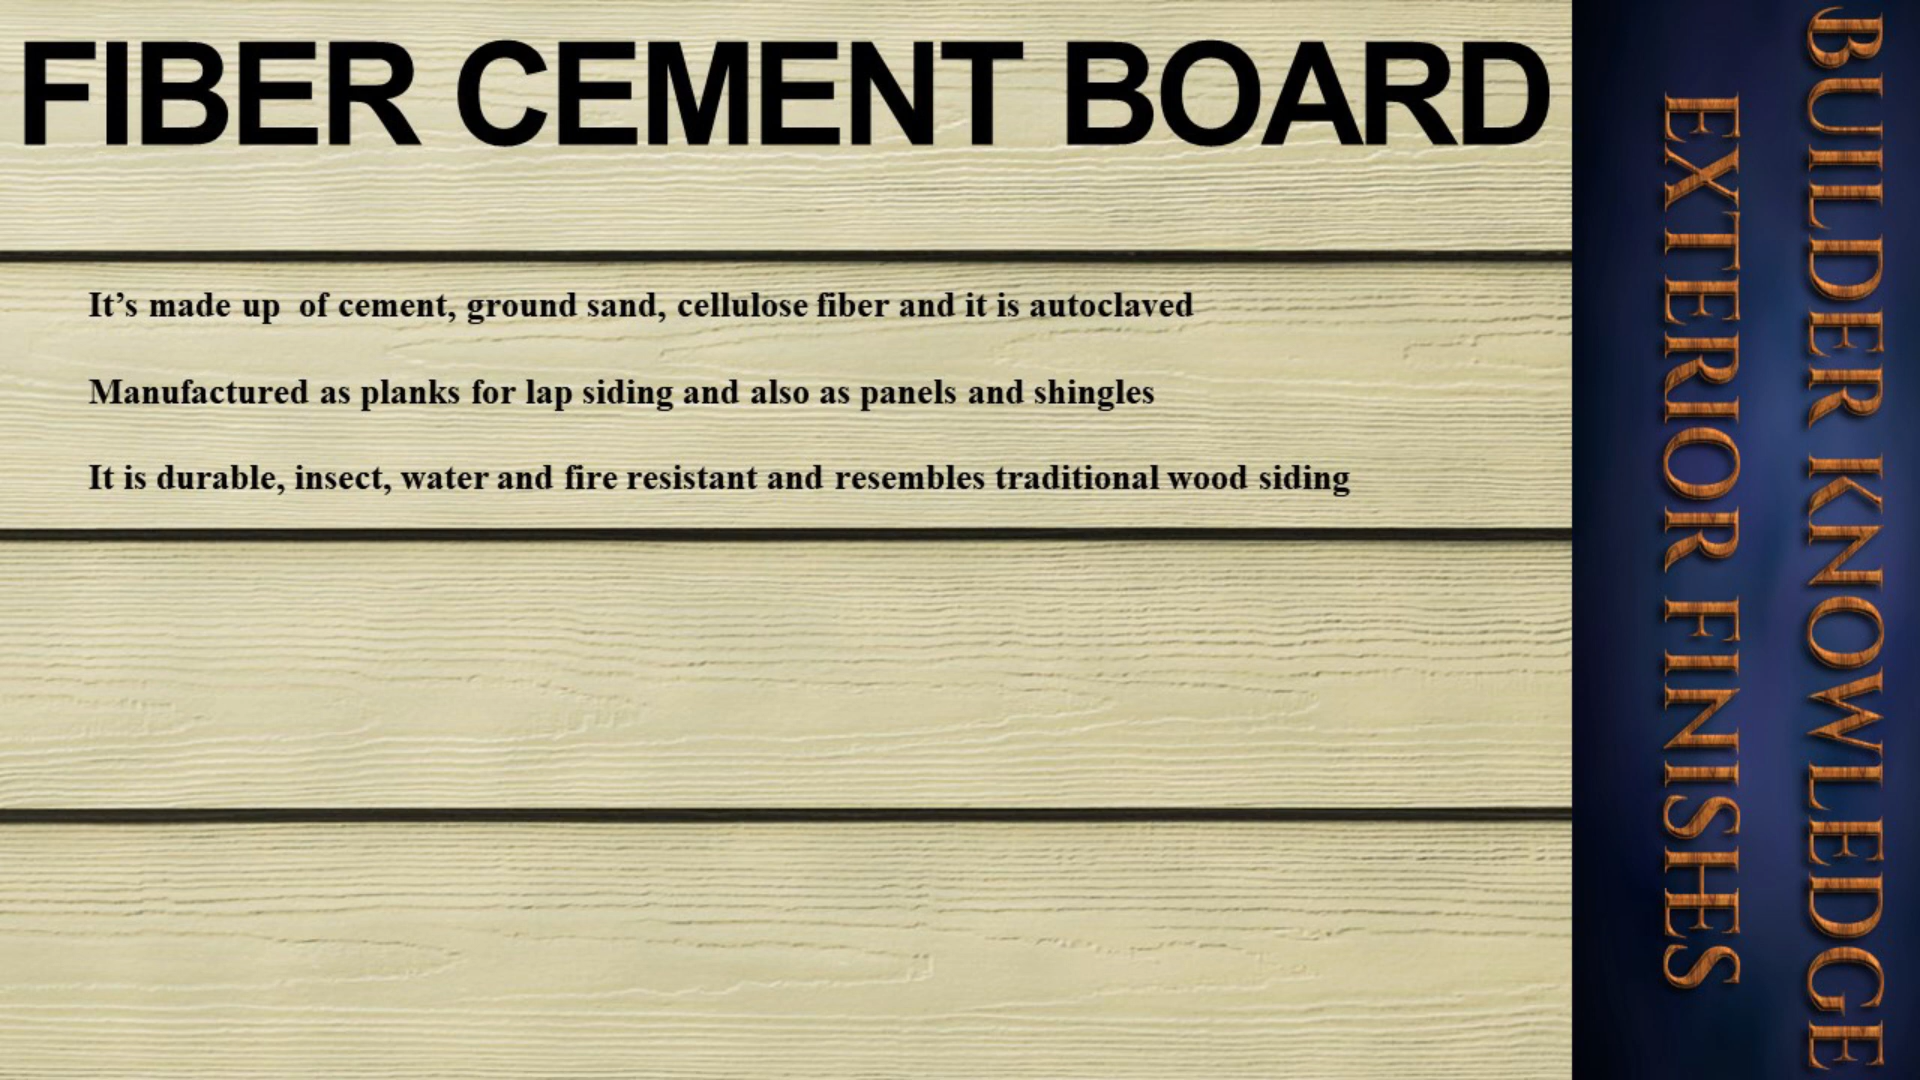 FIBER CEMENT BOARD
It’s made up  of cement, ground sand, cellulose fiber and it is autoclaved
Manufactured as planks for lap siding and also as panels and shingles
It is durable, insect, water and fire resistant and resembles traditional wood siding
BUILDER KNOWLEDGE
EXTERIOR FINISHES